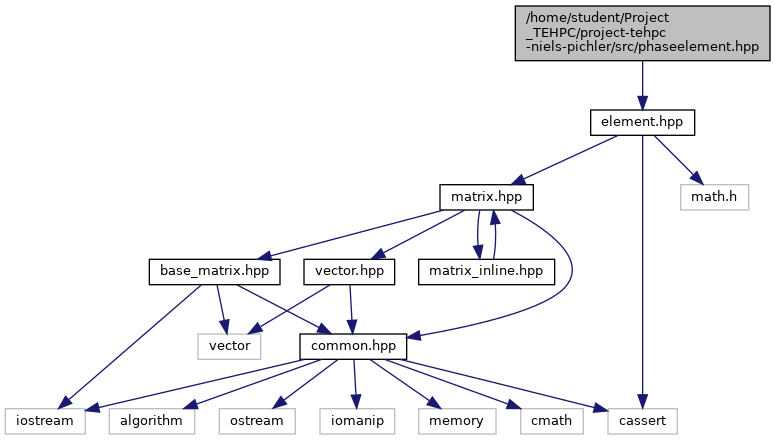 /home/student/Project
_TEHPC/project-tehpc
-niels-pichler/src/phaseelement.hpp
element.hpp
matrix.hpp
math.h
base_matrix.hpp
vector.hpp
matrix_inline.hpp
vector
common.hpp
iostream
algorithm
ostream
iomanip
memory
cmath
cassert